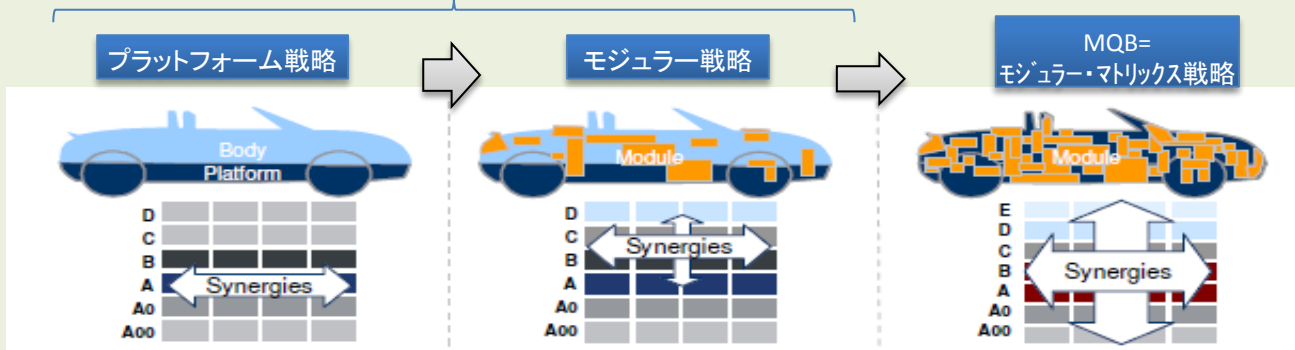 プラットフォーム戦略
モジュラー戦略
MQB=
モジュラー・マトリックス戦略
Body
Platform
Module
Module
D
C
B
A
A0
A00
Synergies
D
C
B
A
A0
A00
Synergies
E
D
C
B
A
A0
A00
Synergies